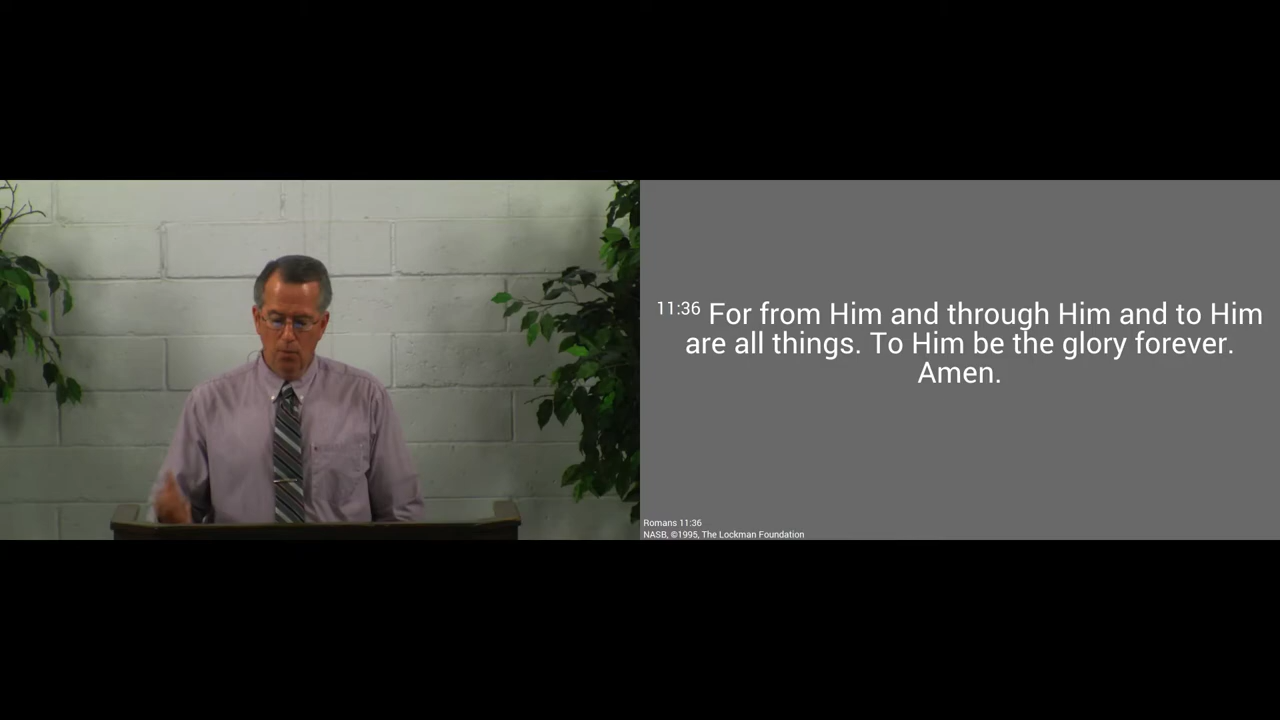 11:36 For from Him and through Him and to Him
are all things. To Him be the glory forever.
Amen.
Romans 11:36
NASB, ©1995, The Lockman Foundation